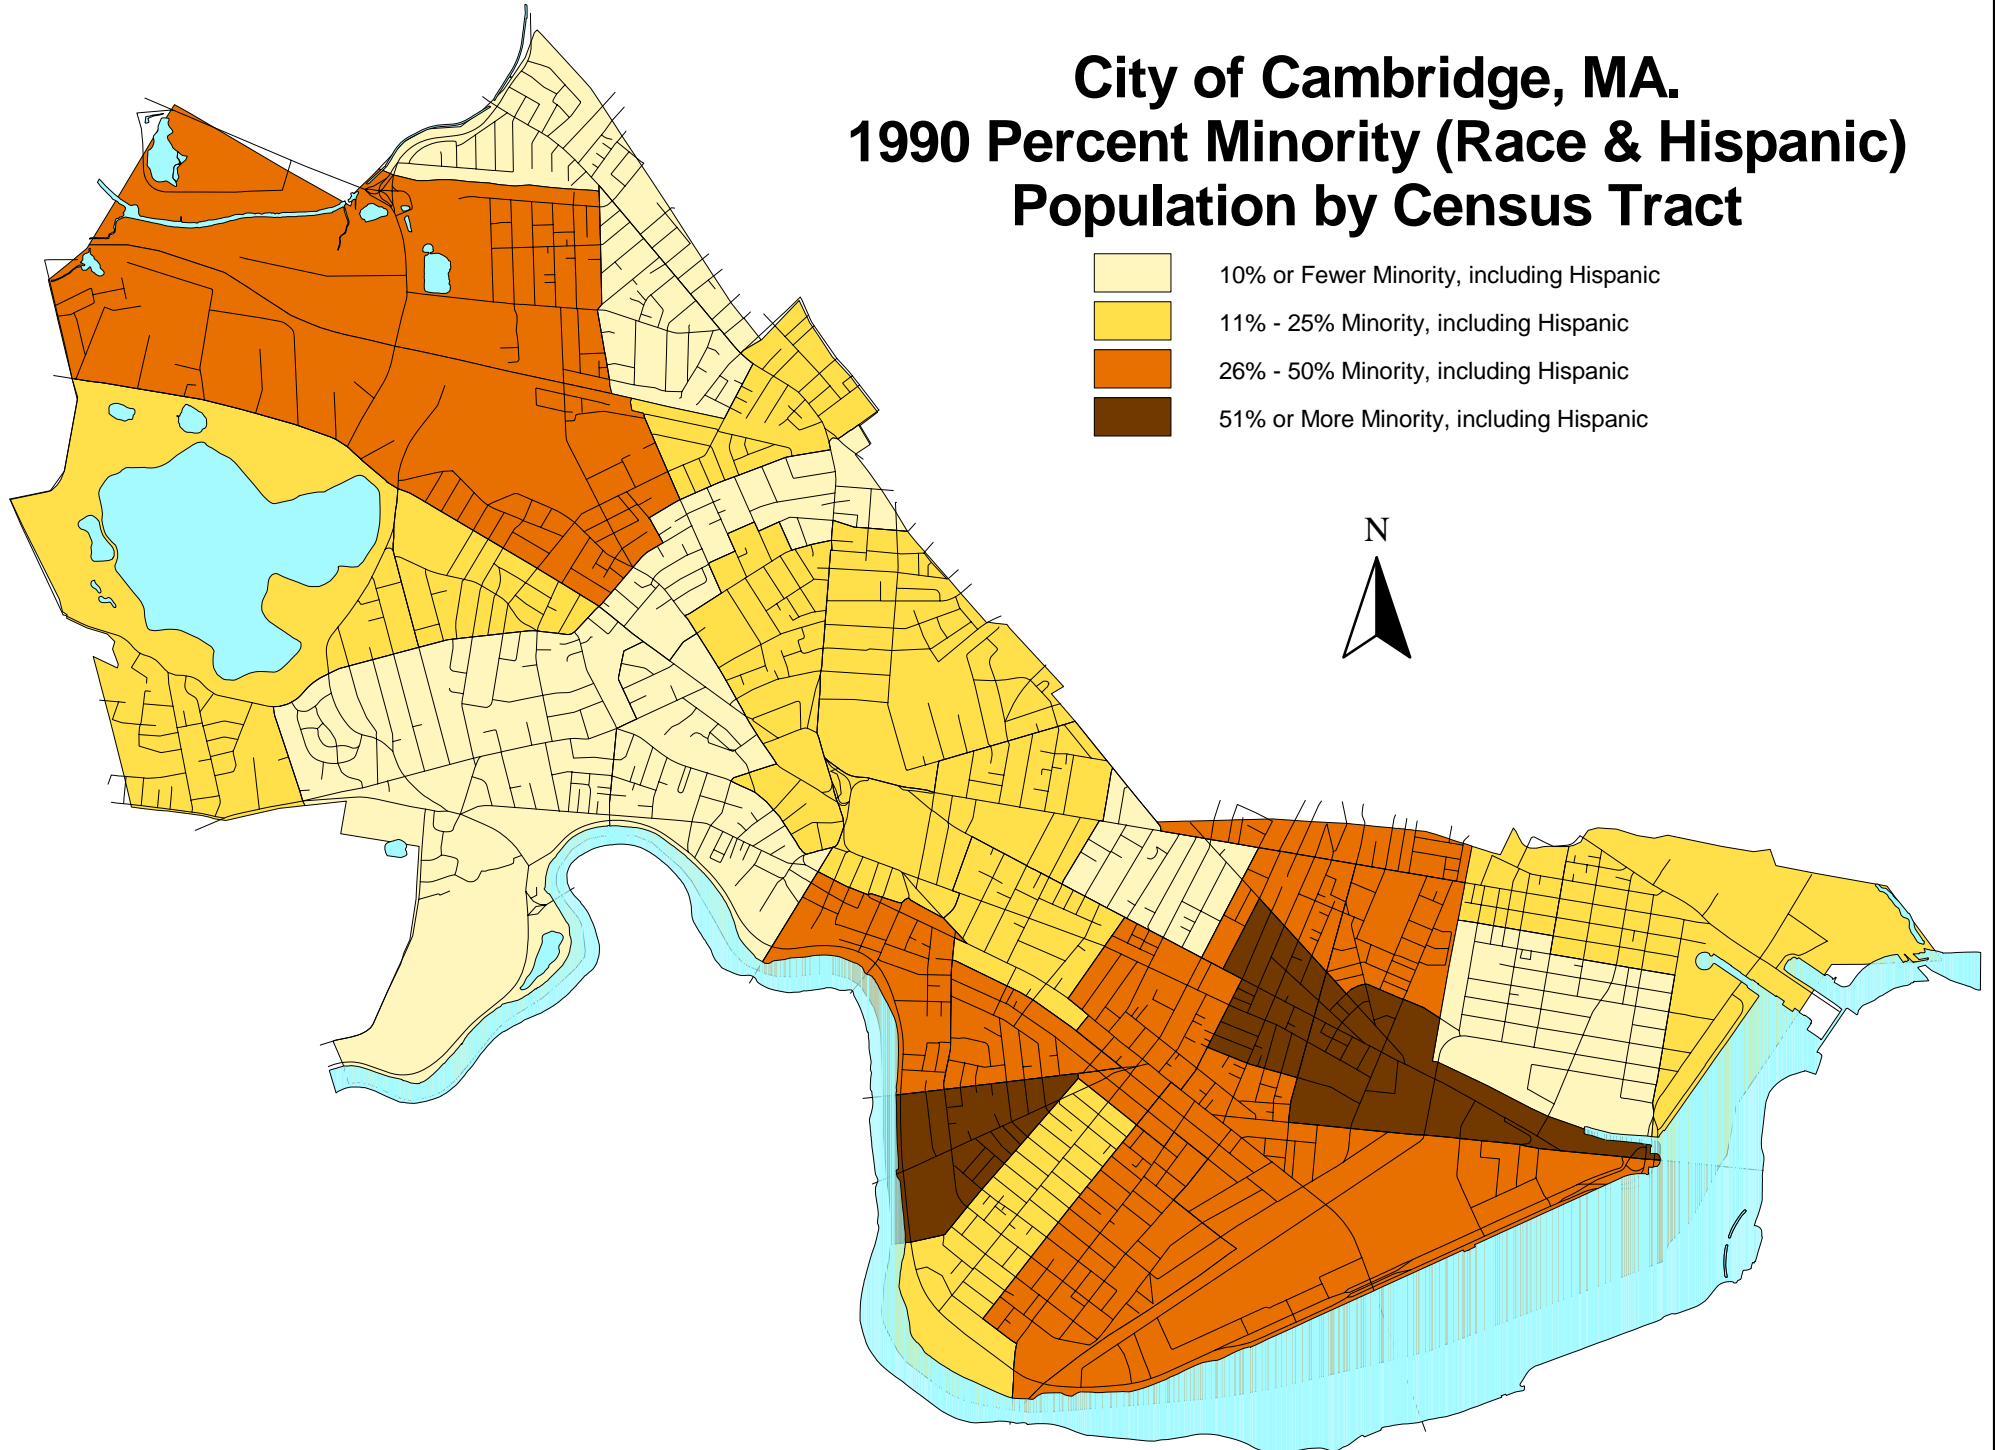 City of Cambridge, MA.
1990 Percent Minority (Race & Hispanic)
Population by Census Tract
10% or Fewer Minority, including Hispanic
11% - 25% Minority, including Hispanic
26% - 50% Minority, including Hispanic
51% or More Minority, including Hispanic
N